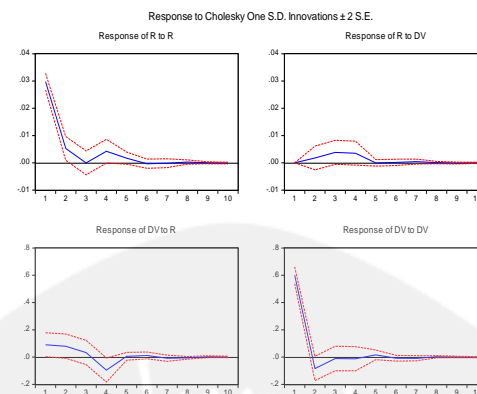 Response to Cholesky One S.D. Innovations ± 2 S.E.
Response of R to R
.04
.03
.02
.01
.00
-.01
1 2 3 4 5 6 7 8 9 10
Response of R to DV
.04
.03
.02
.01
.00
-.01
1 2 3 4 5 6 7 8 9
Response of DV to R
.8
.6
.4
.2
.0
-.2
1 2 3 4 5 6 7 8 9 10
Response of DV to DV
.8
.6
.4
.2
.0
-.2
1 2 3 4 5 6 7 8 9